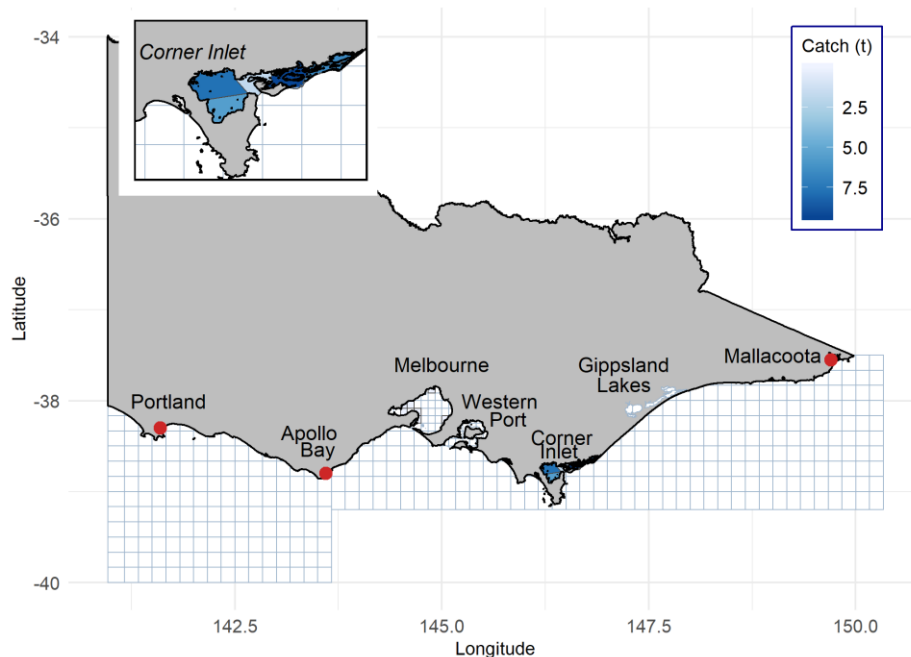 -34
-36
-38
-40
Latitude
Corner Inlet
Catch (t)
2.5
5.0
7.5
Portland
Apollo
Bay
Melbourne
Western
Port
Corner
Inlet
Gippsland
Lakes
Mallacoota
142.5
145.0
147.5
150.0
Longitude